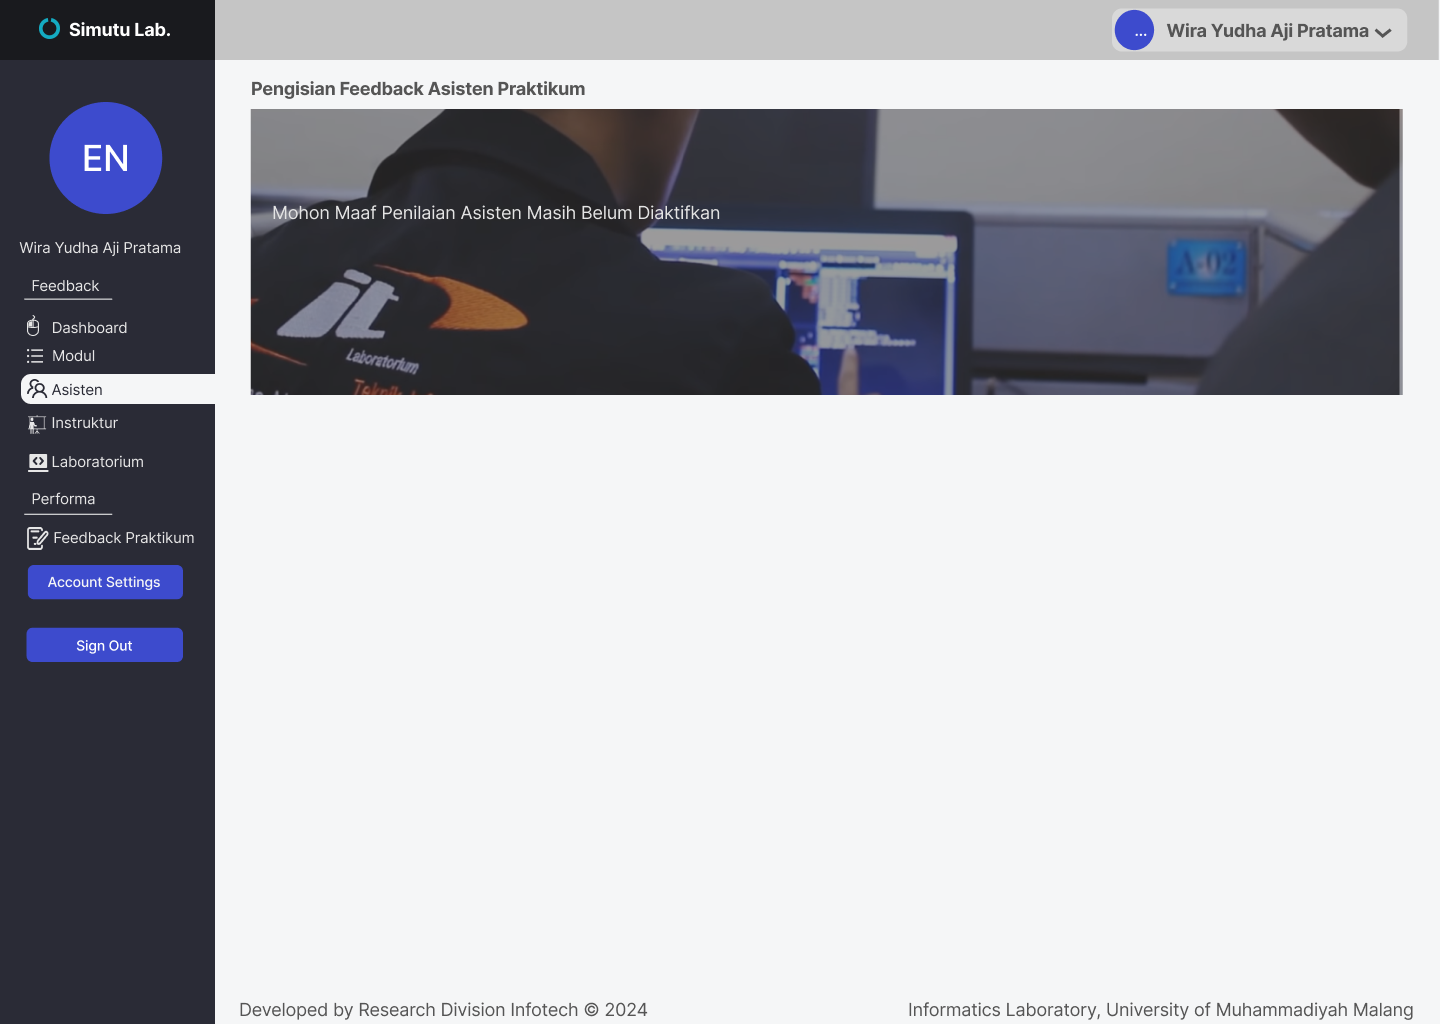 Simutu Lab.
... Wira Yudha Aji Pratama
EN
Wira Yudha Aji Pratama
Feedback
Dashboard
Modul
Asisten
Instruktur
Laboratorium
Performa
Feedback Praktikum
Account Settings
Sign Out
Pengisian Feedback Asisten Praktikum
Mohon Maaf Penilaian Asisten Masih Belum Diaktifkan
A-02
it
Laboratorium
Developed by Research Division Infotech © 2024
Informatics Laboratory, University of Muhammadiyah Malang